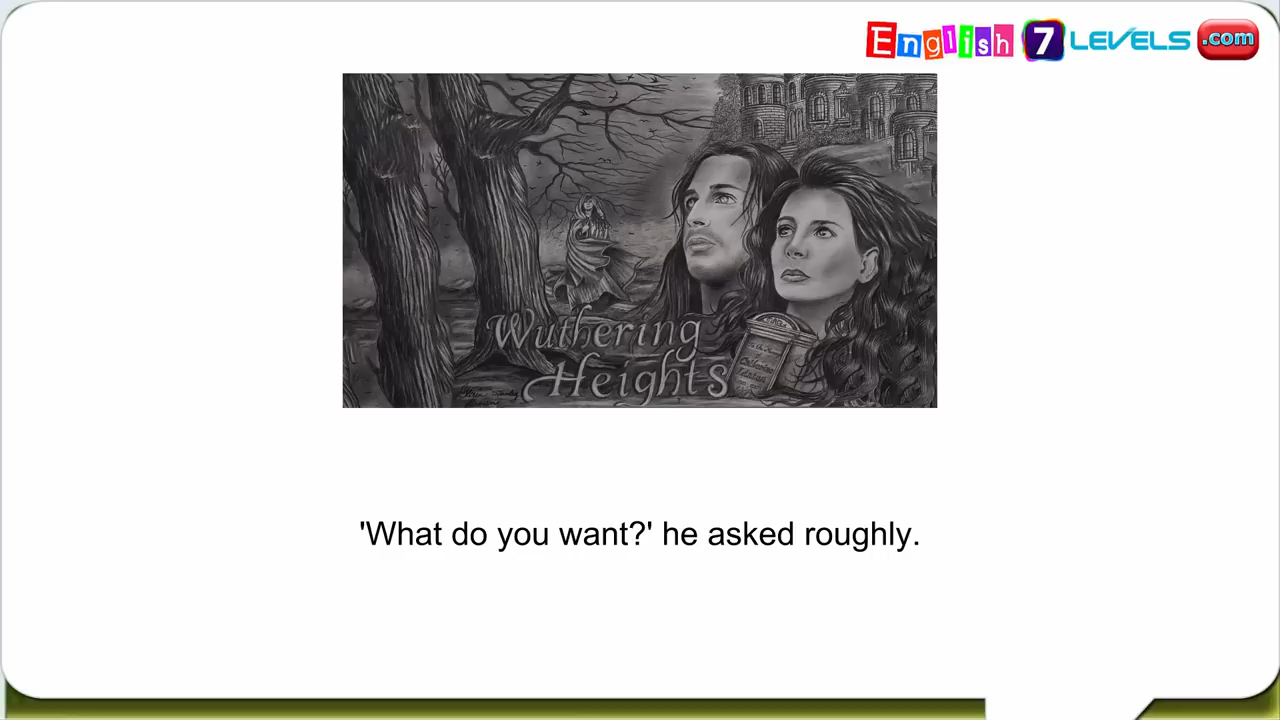 English 7 LEVELS .com
Wuthering
Heights
'What do you want?' he asked roughly.